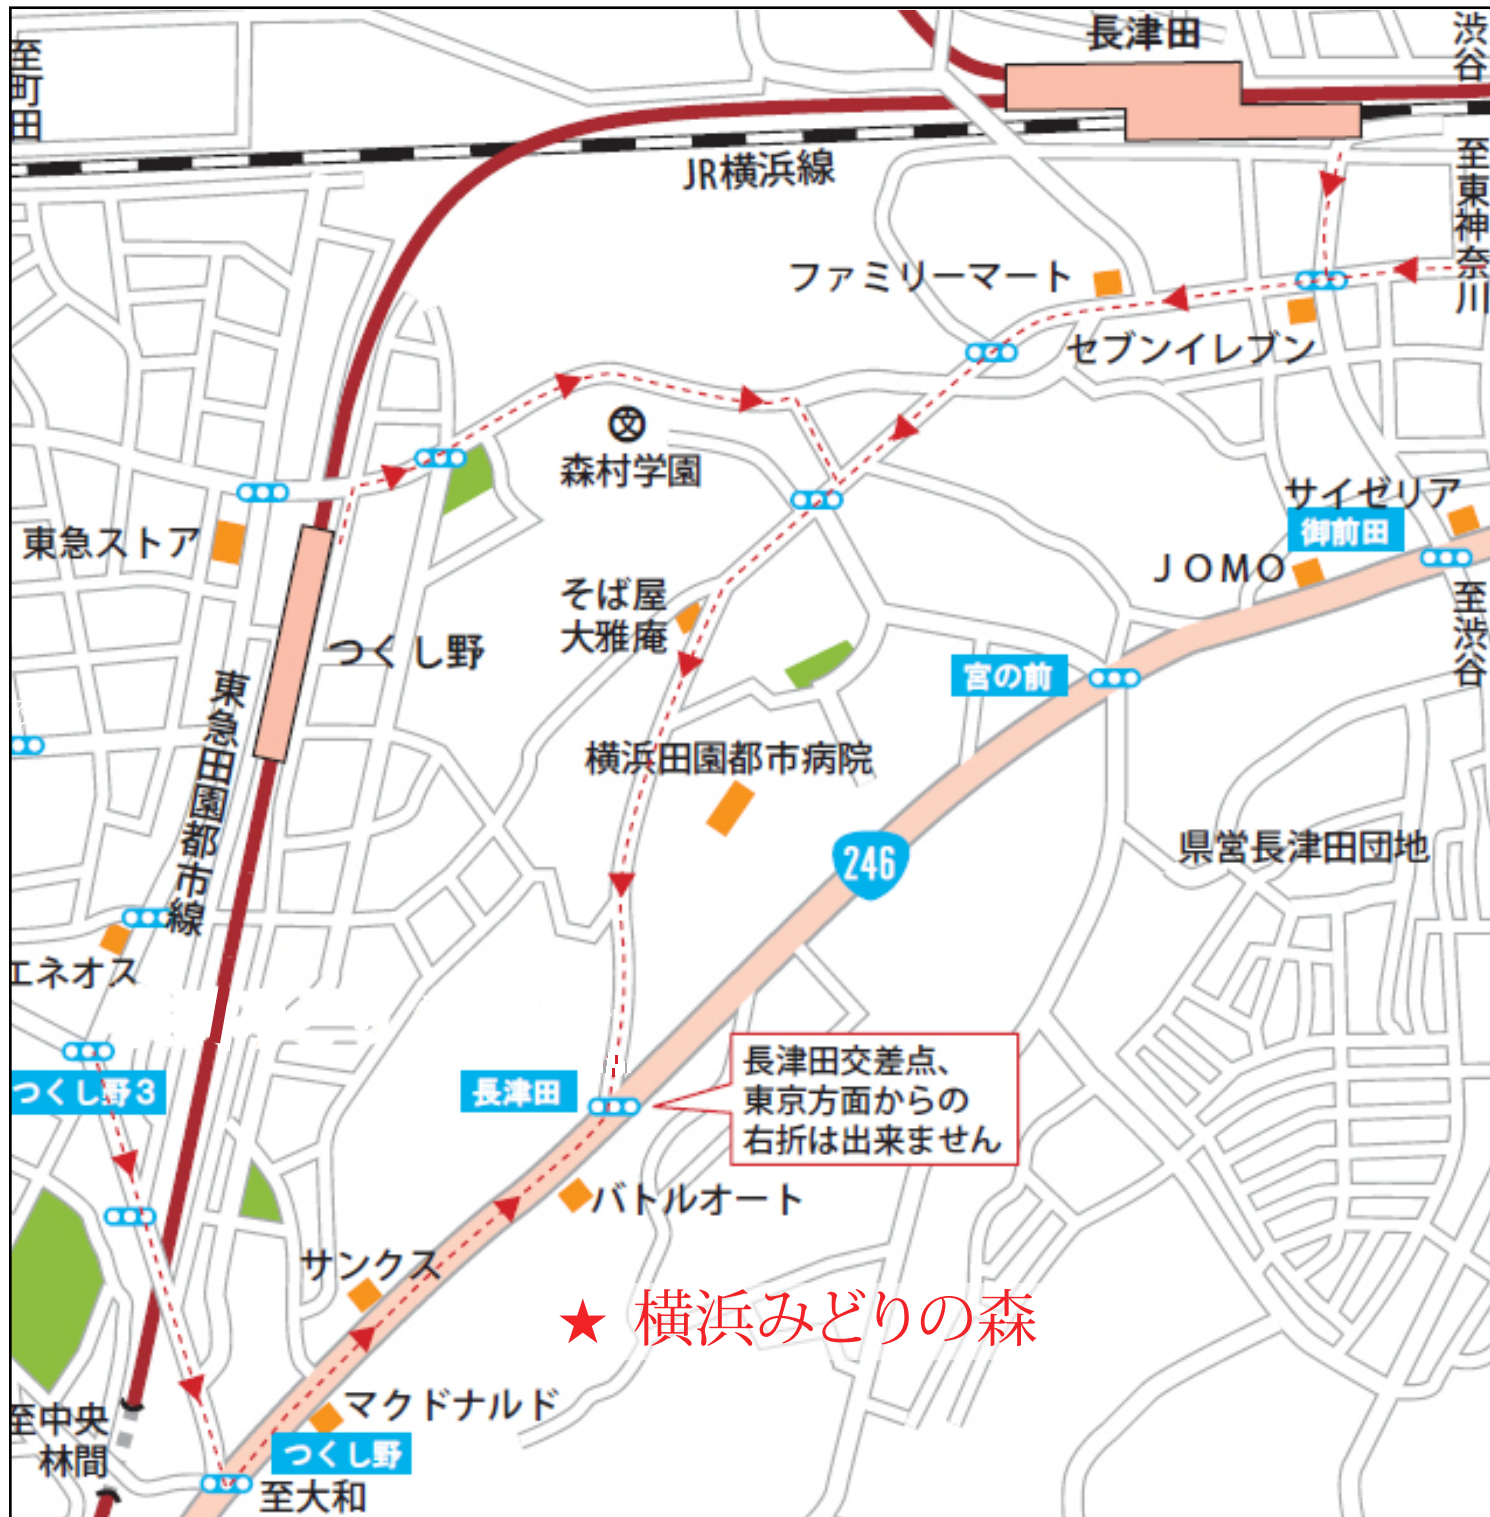 長津田
至渋谷
至町田
JR横浜線
至東神奈川
ファミリーマート
セブンイレブン
文
森村学園
サイゼリア
御前田
東急ストア
JOMO
そば屋
大雅庵
至渋谷
つくし野
宮の前
東急田園都市線
横浜田園都市病院
246
県営長津田団地
エネオス
つくし野3
長津田
長津田交差点、
東京方面からの
右折は出来ません
バトルオート
サンクス
★ 横浜みどりの森
マクドナルド
至中央
林間
つくし野
至大和